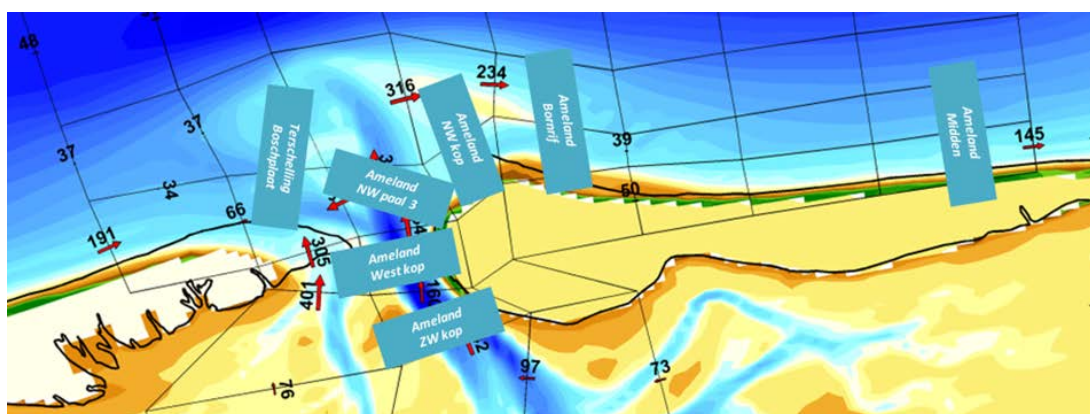 48
37
37
34
66
191
305
401
76
316
234
39
50
145
97
73
Terschelling
Boschplaat
Ameland
NW paal 3
Ameland
NW kop
Ameland
Bornrif
Ameland
Midden
Ameland
West kop
Ameland
ZW kop